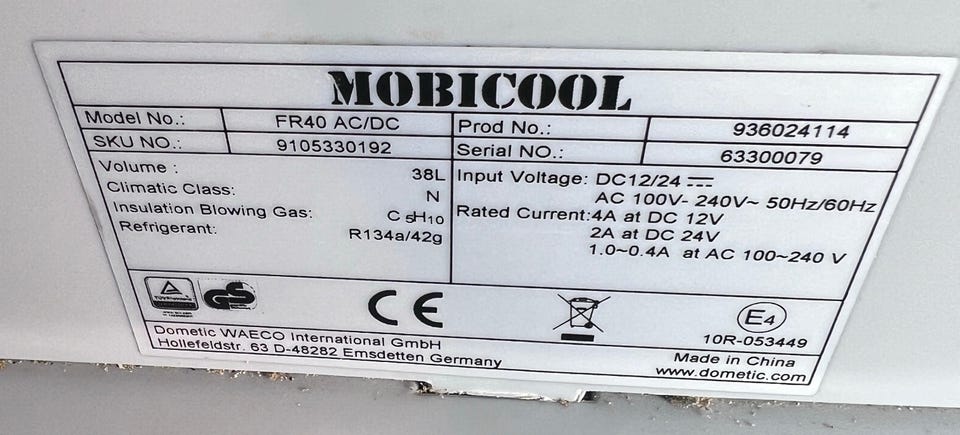 MOBICOOL
Model No.: FR40 AC/DC
SKU NO.: 9105330192
Prod No.: 936024114
Serial NO.: 63300079
Volume : 38L
Climatic Class: N
Insulation Blowing Gas: C5H10
Refrigerant: R134a/42g
Input Voltage: DC12/24 ⎓
AC 100V- 240V~ 50Hz/60Hz
Rated Current:4A at DC 12V
2A at DC 24V
1.0~0.4A at AC 100~240 V
GS
CE
E4
10R-053449
Dometic WAECO International GmbH
Hollefeldstr. 63 D-48282 Emsdetten Germany
Made in China
www.dometic.com